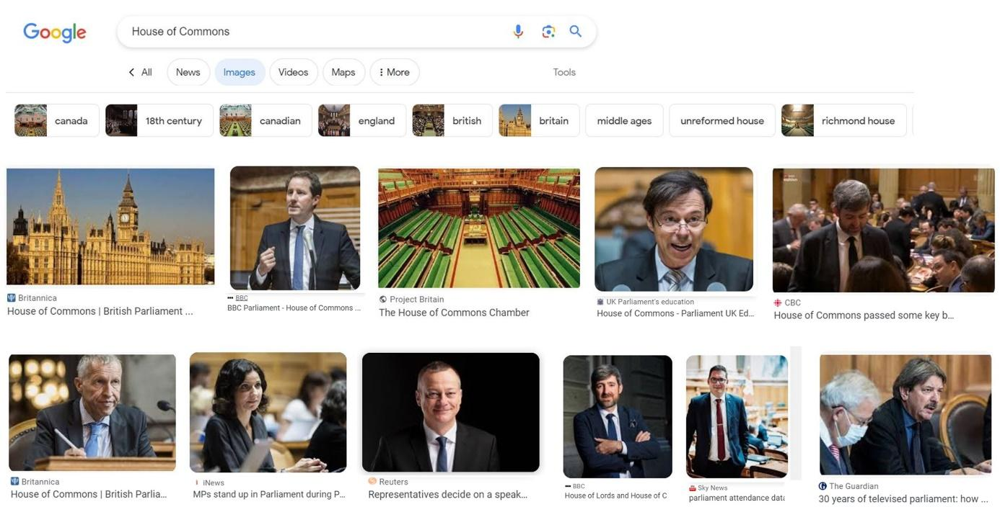 Google
House of Commons
All
News
Images
Videos
Maps
More
Tools
canada
18th century
canadian
england
british
britain
middle ages
unreformed house
richmond house
Britannica
House of Commons | British Parliament ...
BBC
BBC Parliament - House of Commons ...
Project Britain
The House of Commons Chamber
UK Parliament's education
House of Commons - Parliament UK Ed...
CBC
House of Commons passed some key b...
Britannica
House of Commons | British Parlia...
iNews
MPs stand up in Parliament during P...
Reuters
Representatives decide on a speak...
BBC
House of Lords and House of C
Sky News
parliament attendance data
The Guardian
30 years of televised parliament: how ...